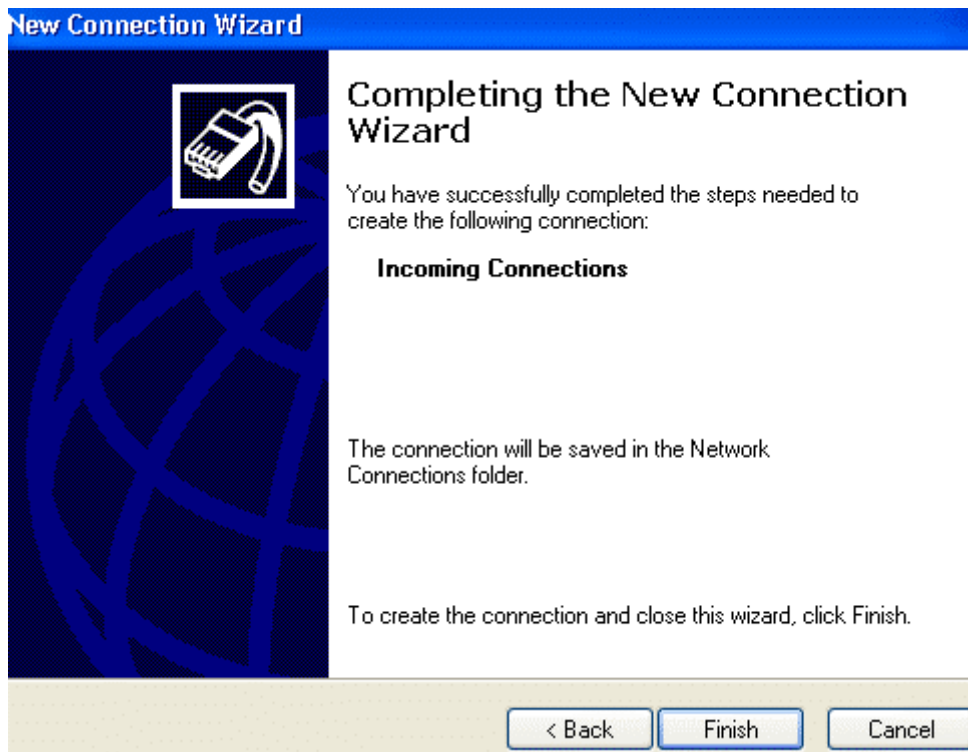 New Connection Wizard
Completing the New Connection
Wizard
You have successfully completed the steps needed to
create the following connection:
Incoming Connections
The connection will be saved in the Network
Connections folder.
To create the connection and close this wizard, click Finish.
< Back
Finish
Cancel